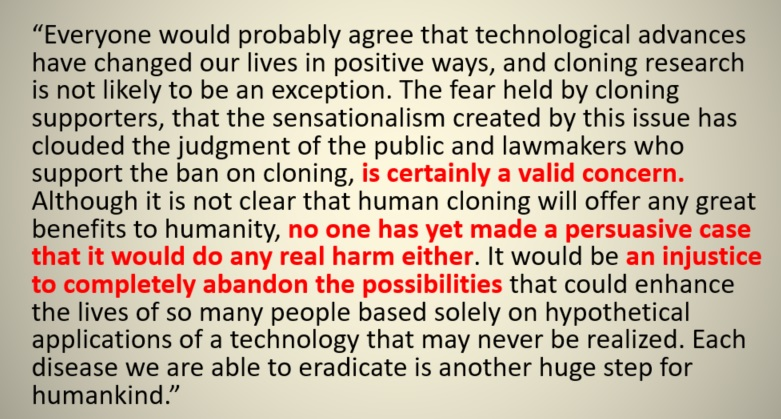 “Everyone would probably agree that technological advances
have changed our lives in positive ways, and cloning research
is not likely to be an exception. The fear held by cloning
supporters, that the sensationalism created by this issue has
clouded the judgment of the public and lawmakers who
support the ban on cloning, is certainly a valid concern.
Although it is not clear that human cloning will offer any great
benefits to humanity, no one has yet made a persuasive case
that it would do any real harm either. It would be an injustice
to completely abandon the possibilities that could enhance
the lives of so many people based solely on hypothetical
applications of a technology that may never be realized. Each
disease we are able to eradicate is another huge step for
humankind.”